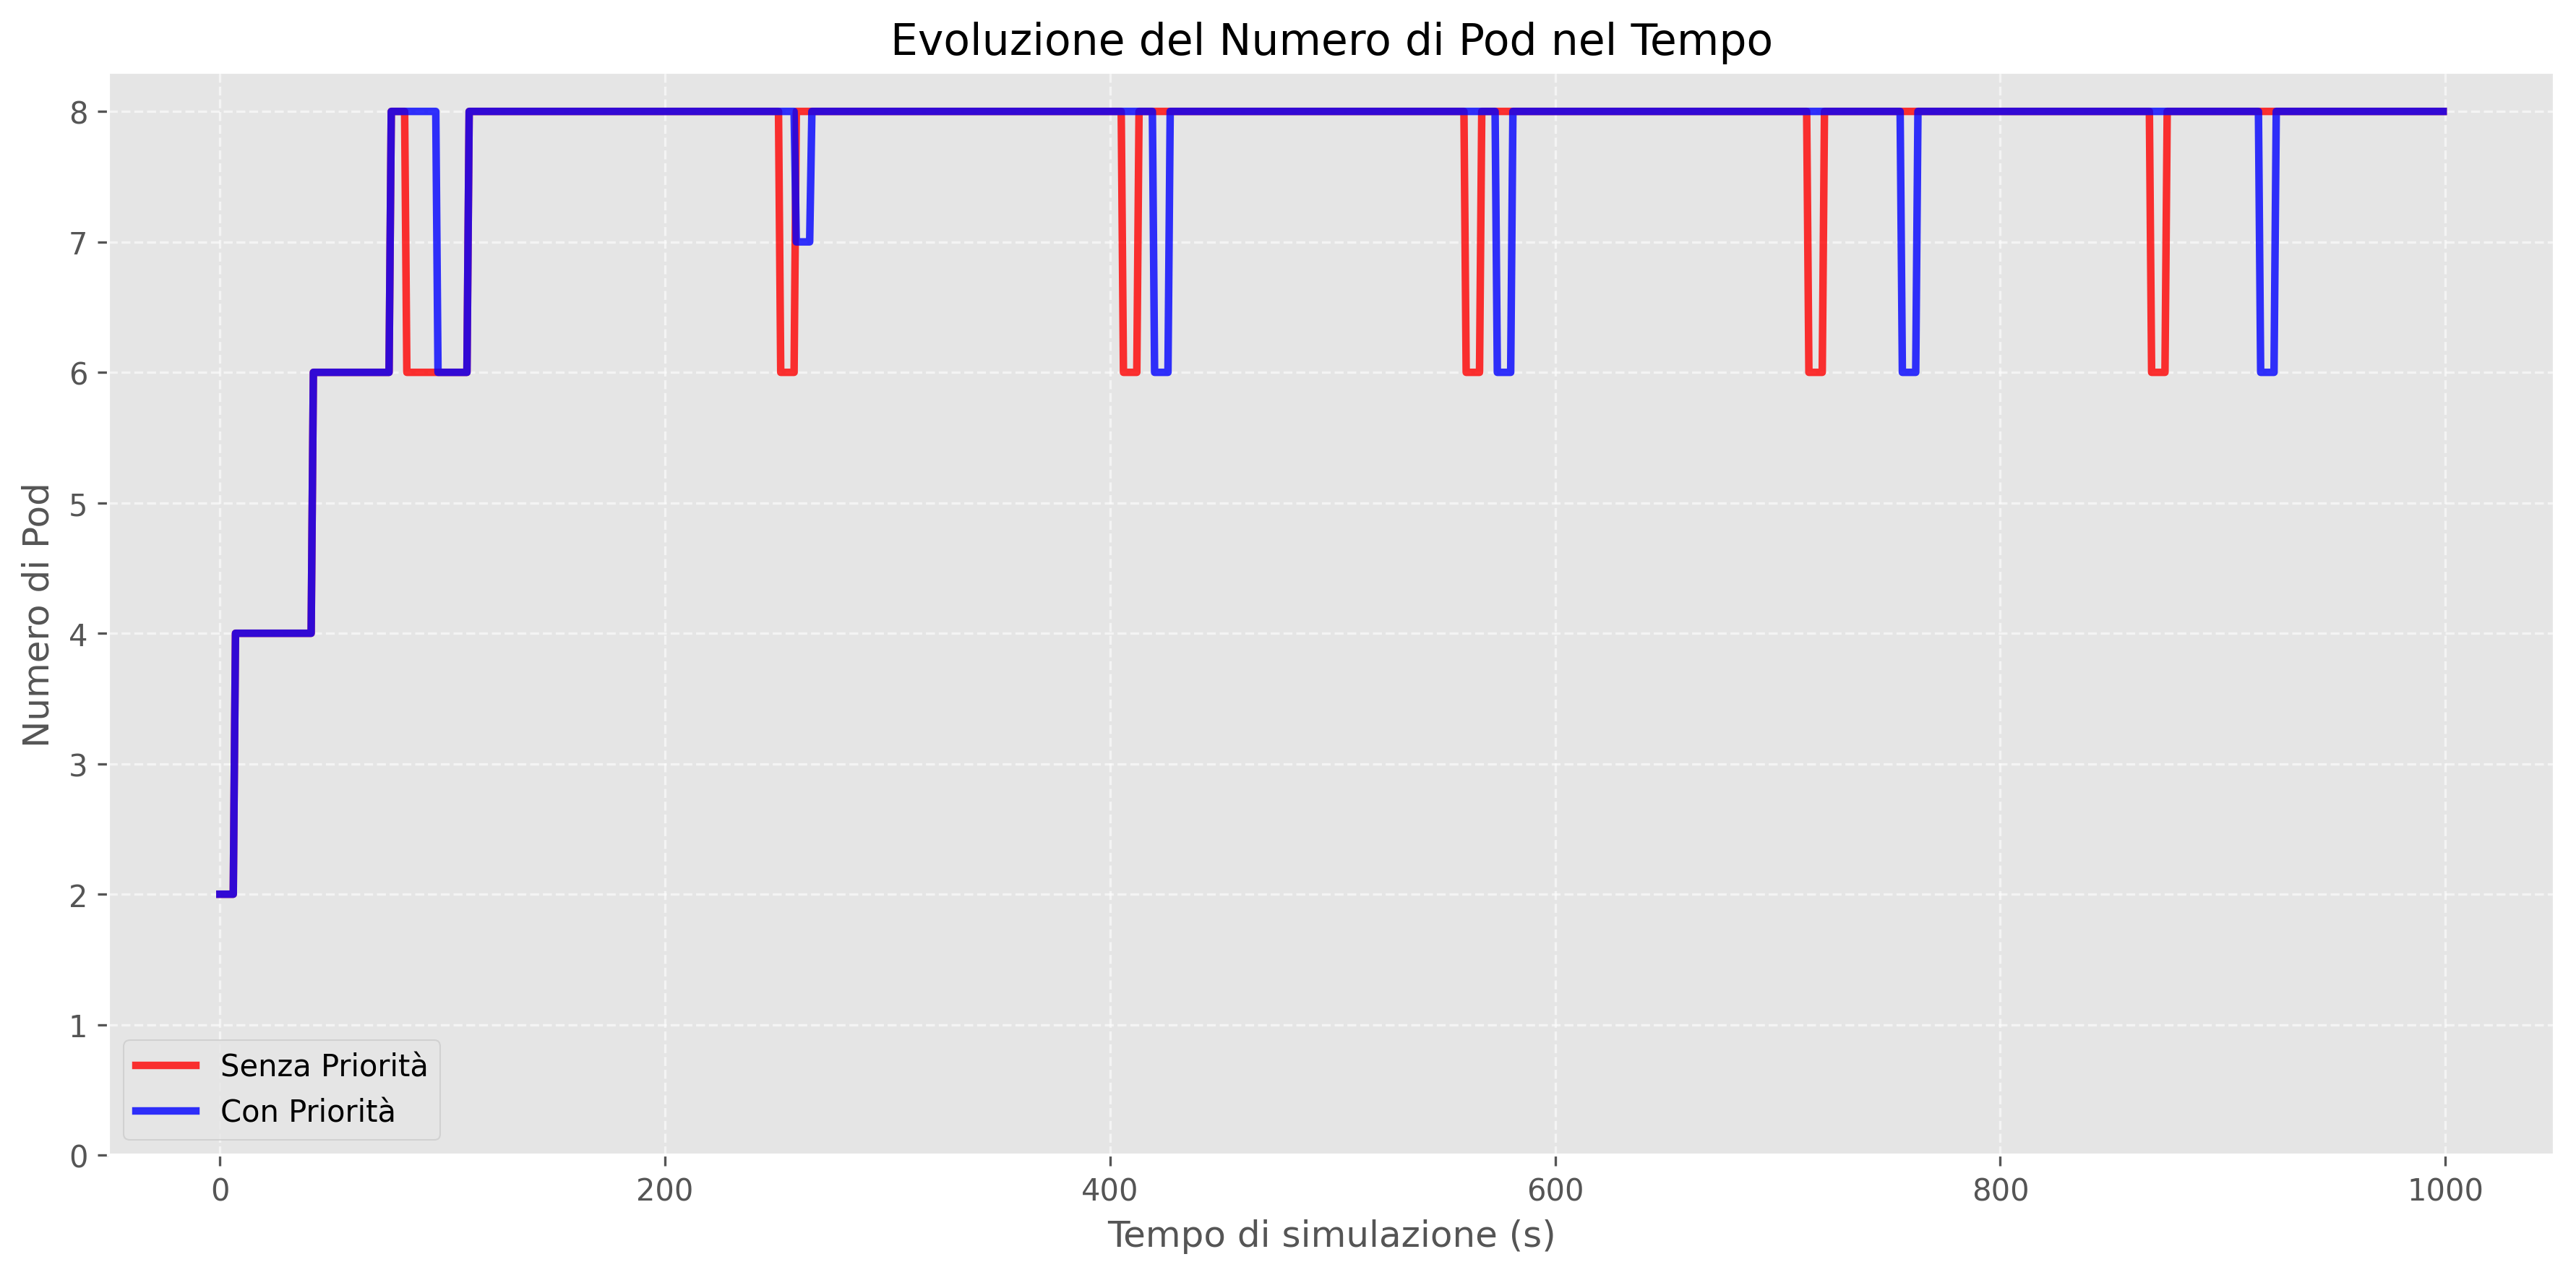 Evoluzione del Numero di Pod nel Tempo
Numero di Pod
8
7
6
5
4
3
2
1
0
Senza Priorità
Con Priorità
0 200 400 600 800 1000
Tempo di simulazione (s)